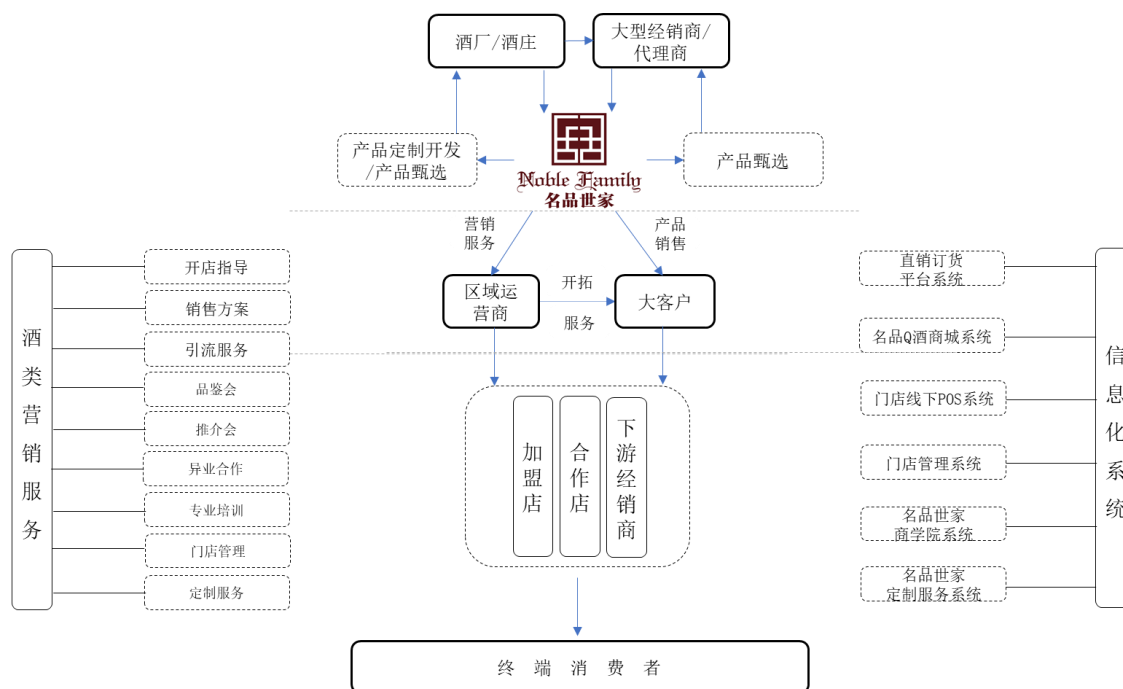 酒厂/酒庄
大型经销商/
代理商
产品定制开发
/产品甄选
产品甄选
Noble Family
名品世家
营销
服务
产品
销售
区域运
营商
开拓
服务
大客户
酒类营销服务
开店指导
销售方案
引流服务
品鉴会
推介会
异业合作
专业培训
门店管理
定制服务
加盟店
合作店
下游经销商
直销订货
平台系统
名品Q酒商城系统
门店线下POS系统
门店管理系统
名品世家
商学院系统
名品世家
定制服务系统
信息化系统
终端消费者